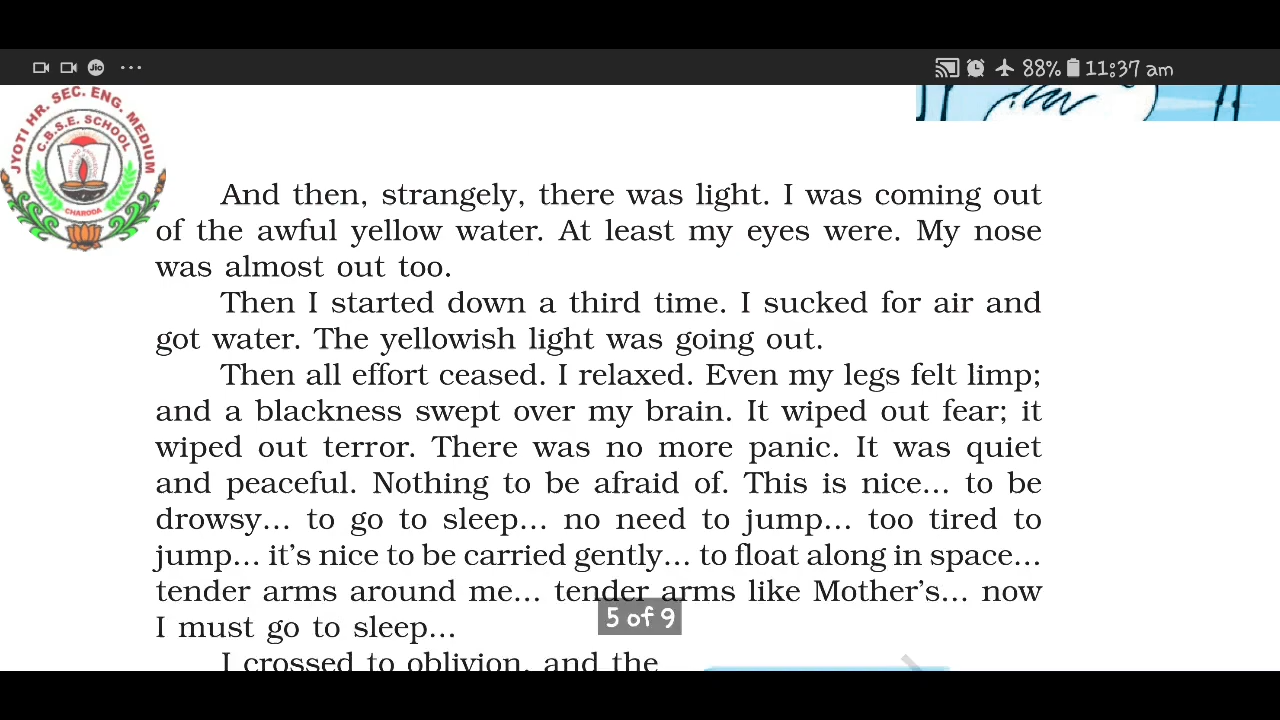 Jio ... 88% 11:37 am
JYOTI HR. SEC. ENG. MEDIUM
C.B.S.E. SCHOOL
CHARODA
And then, strangely, there was light. I was coming out
of the awful yellow water. At least my eyes were. My nose
was almost out too.
Then I started down a third time. I sucked for air and
got water. The yellowish light was going out.
Then all effort ceased. I relaxed. Even my legs felt limp;
and a blackness swept over my brain. It wiped out fear; it
wiped out terror. There was no more panic. It was quiet
and peaceful. Nothing to be afraid of. This is nice... to be
drowsy... to go to sleep... no need to jump... too tired to
jump... it's nice to be carried gently... to float along in space...
tender arms around me... tender arms like Mother's... now
I must go to sleep...
5 of 9
I crossed to oblivion, and the